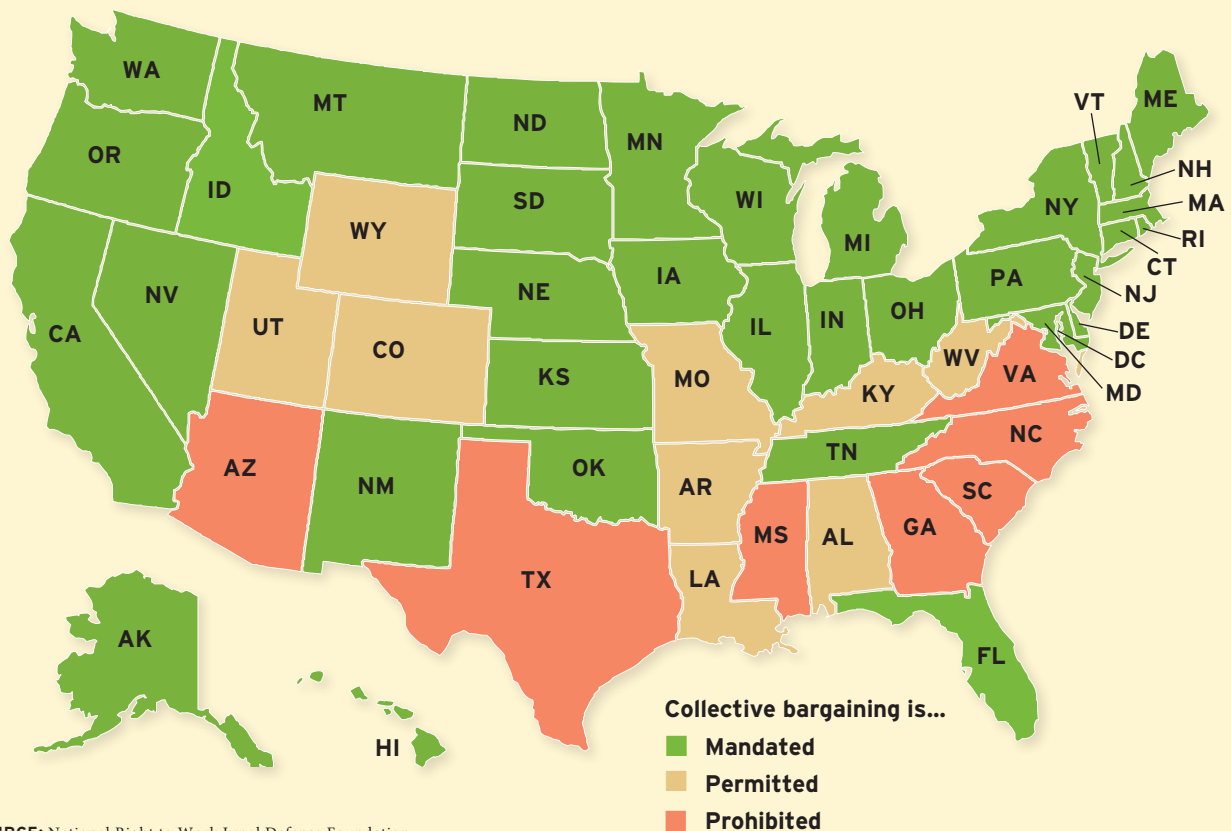 WA
MT
ND
MN
VT
ME
OR
ID
SD
WI
NH
MA
WY
NY
MI
RI
CT
IA
PA
NE
NV
NJ
OH
IN
UT
IL
CA
DE
CO
WV
DC
KS
MO
VA
KY
MD
NC
TN
AZ
OK
NM
AR
SC
GA
MS
AL
TX
LA
AK
FL
Collective bargaining is...
HI
Mandated
Permitted
Prohibited